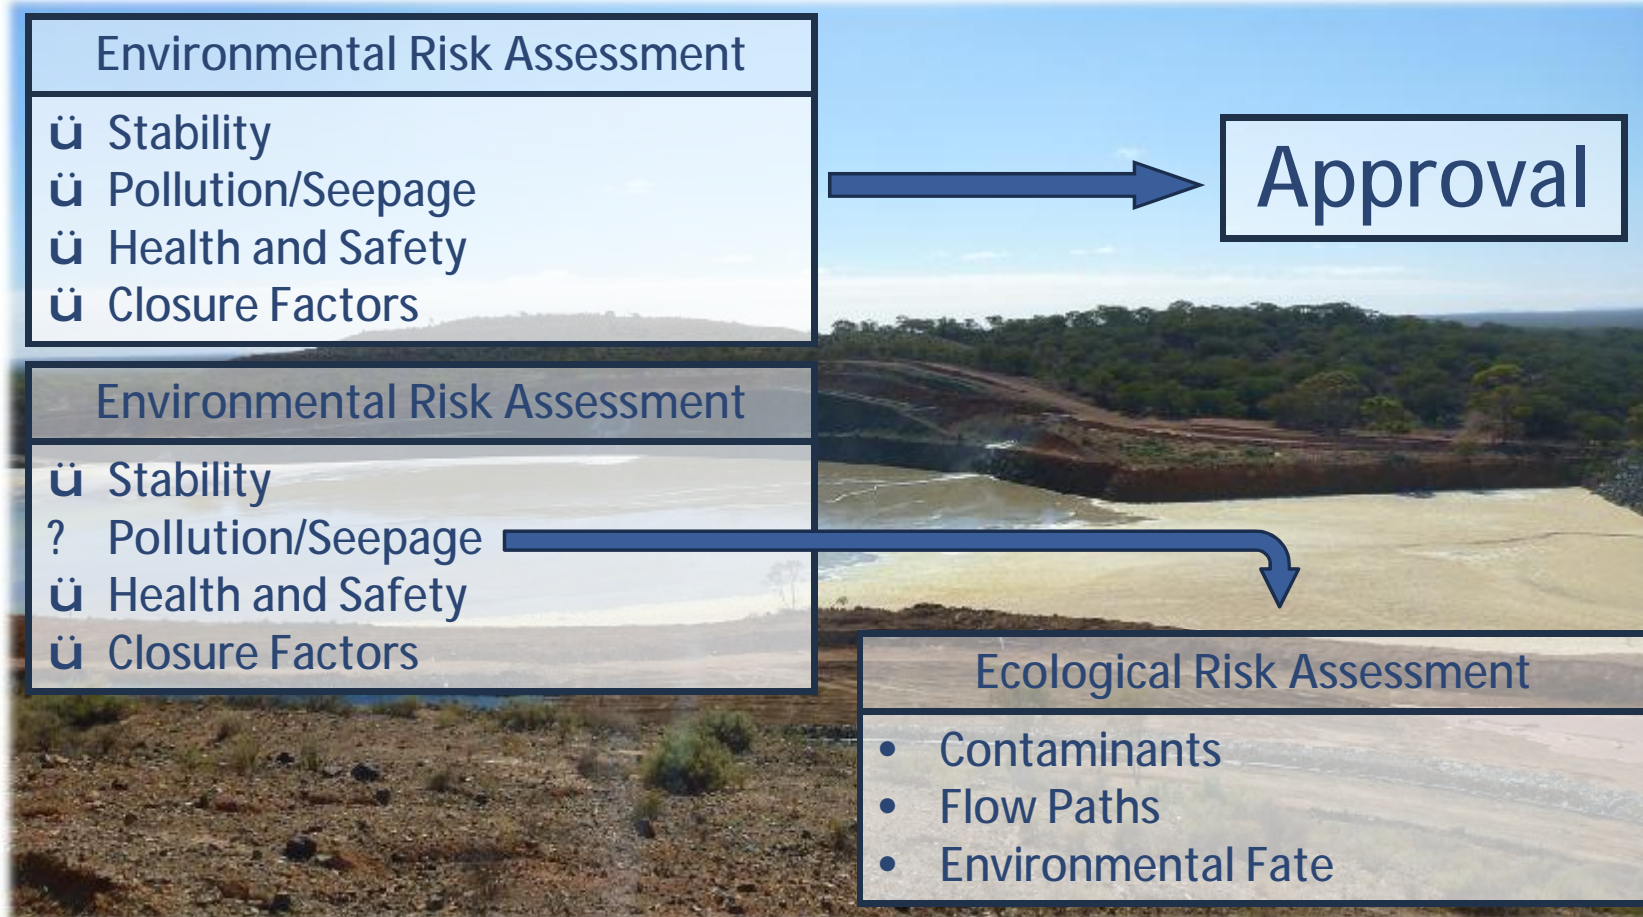 Environmental Risk Assessment
ü Stability
ü Pollution/Seepage
ü Health and Safety
ü Closure Factors
Approval
Environmental Risk Assessment
ü Stability
? Pollution/Seepage
ü Health and Safety
ü Closure Factors
Ecological Risk Assessment
• Contaminants
• Flow Paths
• Environmental Fate